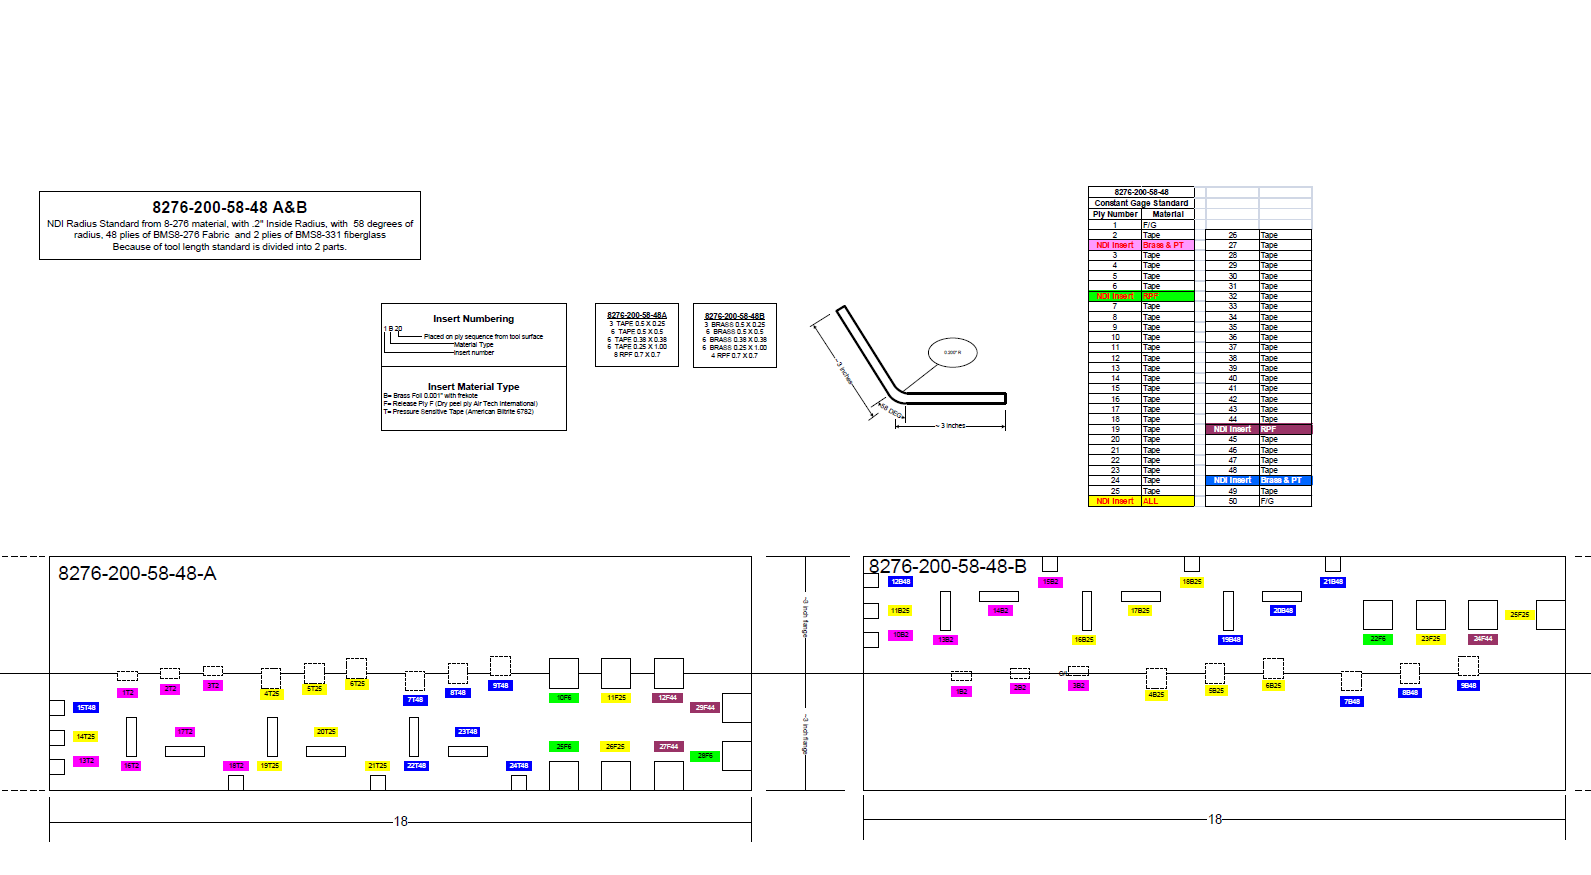 8276-200-58-48 A&B
NDI Radius Standard from 8-276 material, with .2" Inside Radius, with 58 degrees of
radius, 48 plies of BMS8-276 Fabric and 2 plies of BMS8-331 fiberglass
Because of tool length standard is divided into 2 parts.
Insert Numbering
1 B 20
Placed on ply sequence from tool surface
Material Type
Insert number
Insert Material Type
B= Brass Foil 0.001" with frekote
F= Release Ply F (Dry peel ply Air Tech International)
T= Pressure Sensitive Tape (American Biltrite 6782)
8276-200-58-48A
3 TAPE 0.5 X 0.25
6 TAPE 0.5 X 0.5
6 TAPE 0.38 X 0.38
6 TAPE 0.25 X 1.00
8 RPF 0.7 X 0.7
8276-200-58-48B
3 BRASS 0.5 X 0.25
6 BRASS 0.5 X 0.5
6 BRASS 0.38 X 0.38
6 BRASS 0.25 X 1.00
4 RPF 0.7 X 0.7
0.200" R
~ 3 inches
58 DEG
~ 3 inches
8276-200-58-48
Constant Gage Standard
Ply Number Material
1 F/G
2 Tape
NDI Insert Brass & PT
3 Tape
4 Tape
5 Tape
6 Tape
NDI Insert RPF
7 Tape
8 Tape
9 Tape
10 Tape
11 Tape
12 Tape
13 Tape
14 Tape
15 Tape
16 Tape
17 Tape
18 Tape
19 Tape
20 Tape
21 Tape
22 Tape
23 Tape
24 Tape
25 Tape
NDI Insert ALL
26 Tape
27 Tape
28 Tape
29 Tape
30 Tape
31 Tape
32 Tape
33 Tape
34 Tape
35 Tape
36 Tape
37 Tape
38 Tape
39 Tape
40 Tape
41 Tape
42 Tape
43 Tape
44 Tape
NDI Insert RPF
45 Tape
46 Tape
47 Tape
48 Tape
NDI Insert Brass & PT
49 Tape
50 F/G
8276-200-58-48-A
1T2 2T2 3T2 4T25 5T25 6T25 7T48 8T48 9T48 10F6 11F25 12F44
15T48 29F44
14T25 17T2 20T25 23T48 25F6 26F25 27F44 28F6
13T2 16T2 18T2 19T25 21T25 22T48 24T48
18
~3 inch flange
~3 inch flange
8276-200-58-48-B
12B48 15B2 18B25 21B48
11B25 14B2 17B25 20B48 25F25
10B2 13B2 16B25 19B48 22F6 23F25 24F44
1B2 2B2 3B2 4B25 5B25 6B25 7B48 8B48 9B48
18